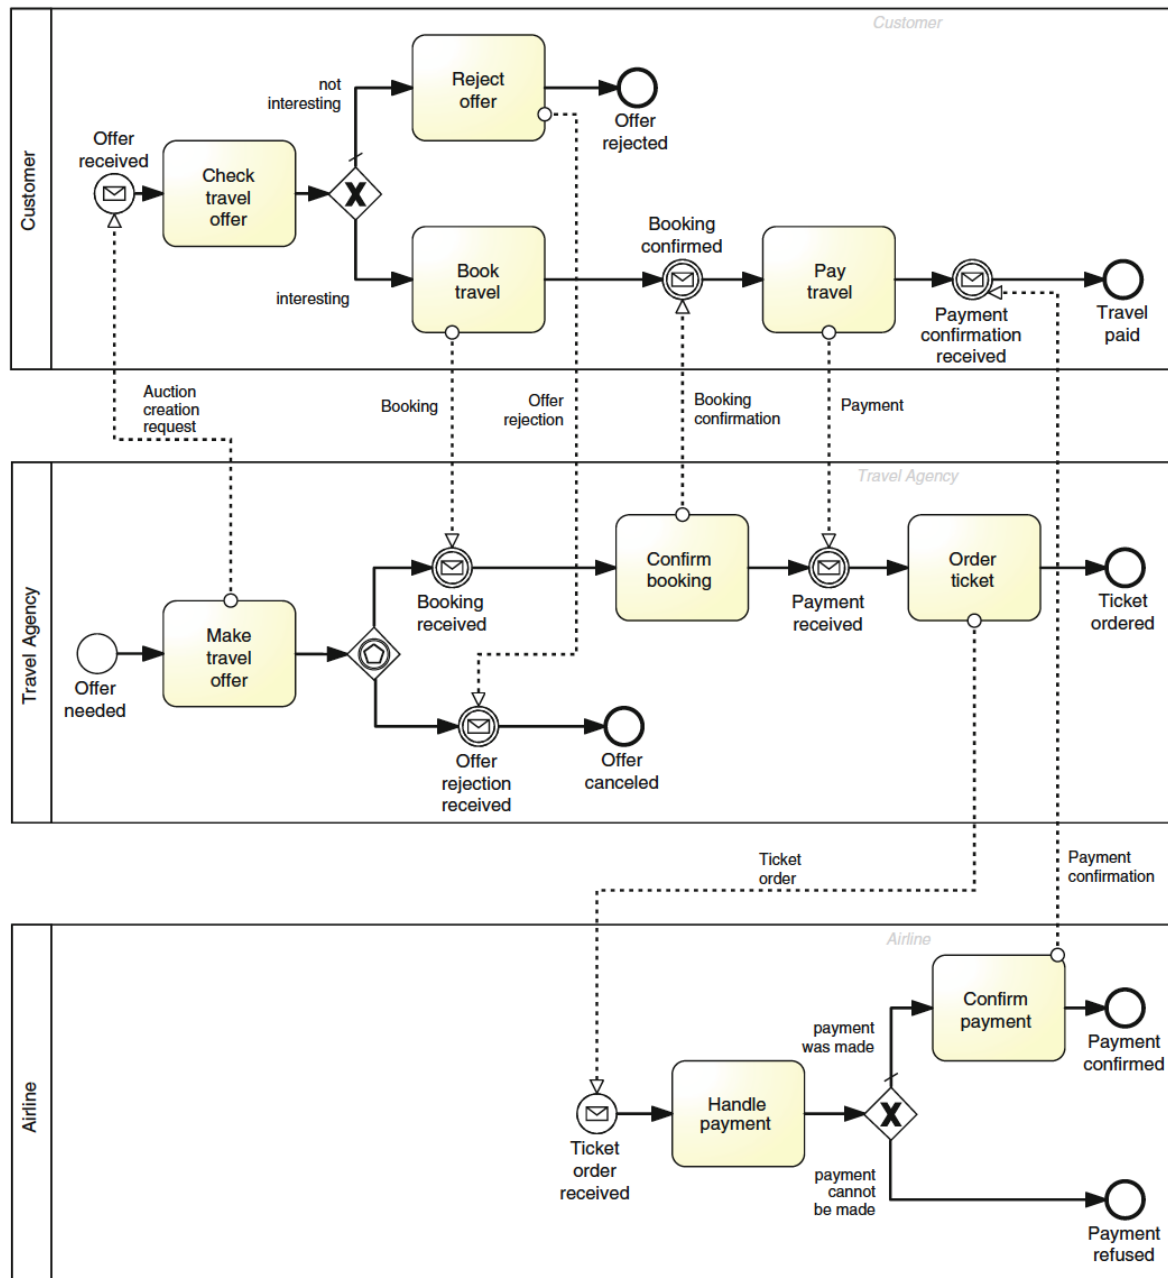 Customer
Customer
Reject
offer
not
interesting
Offer
rejected
Offer
received
Check
travel
offer
X
Booking
confirmed
Book
travel
Pay
travel
interesting
Payment
confirmation
received
Travel
paid
Auction
creation
request
Booking
Offer
rejection
Booking
confirmation
Payment
Travel Agency
Travel Agency
Confirm
booking
Order
ticket
Booking
received
Payment
received
Ticket
ordered
Make
travel
offer
Offer
needed
Offer
rejection
received
Offer
canceled
Ticket
order
Payment
confirmation
Airline
Airline
Confirm
payment
payment
was made
Payment
confirmed
Handle
payment
X
Ticket
order
received
payment
cannot
be made
Payment
refused